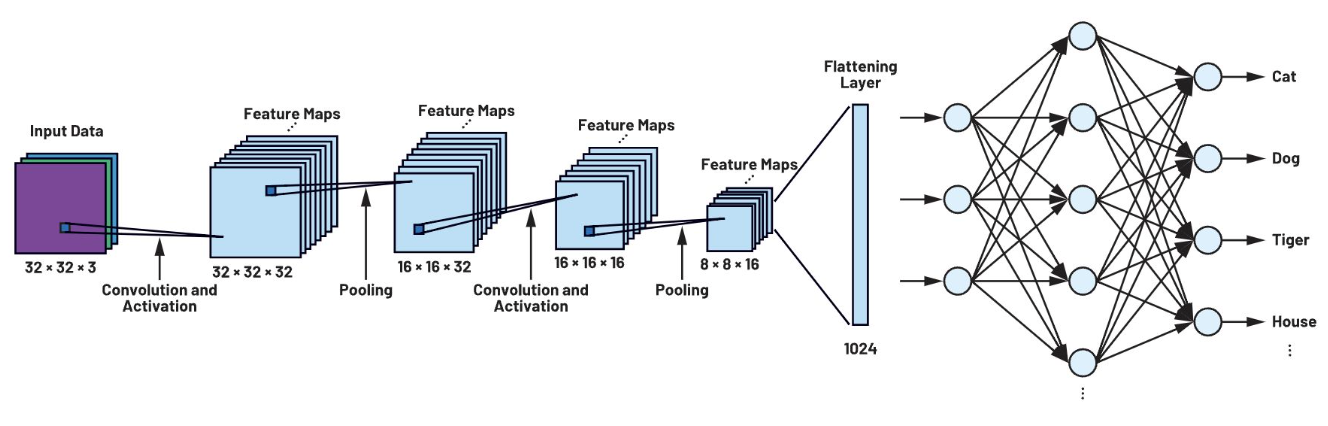 Input Data
32 × 32 × 3
Convolution and
Activation
Feature Maps
32 × 32 × 32
Pooling
Feature Maps
16 × 16 × 32
Convolution and
Activation
Feature Maps
16 × 16 × 16
Pooling
Feature Maps
8 × 8 × 16
Flattening
Layer
1024
Cat
Dog
Tiger
House